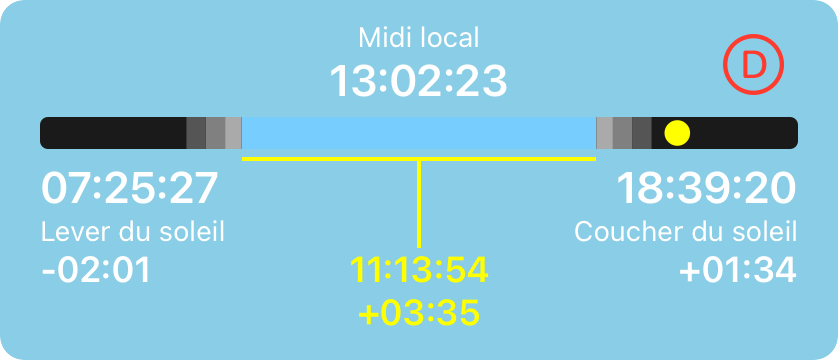 Midi local
13:02:23
D
07:25:27
Lever du soleil
-02:01
18:39:20
Coucher du soleil
+01:34
11:13:54
+03:35